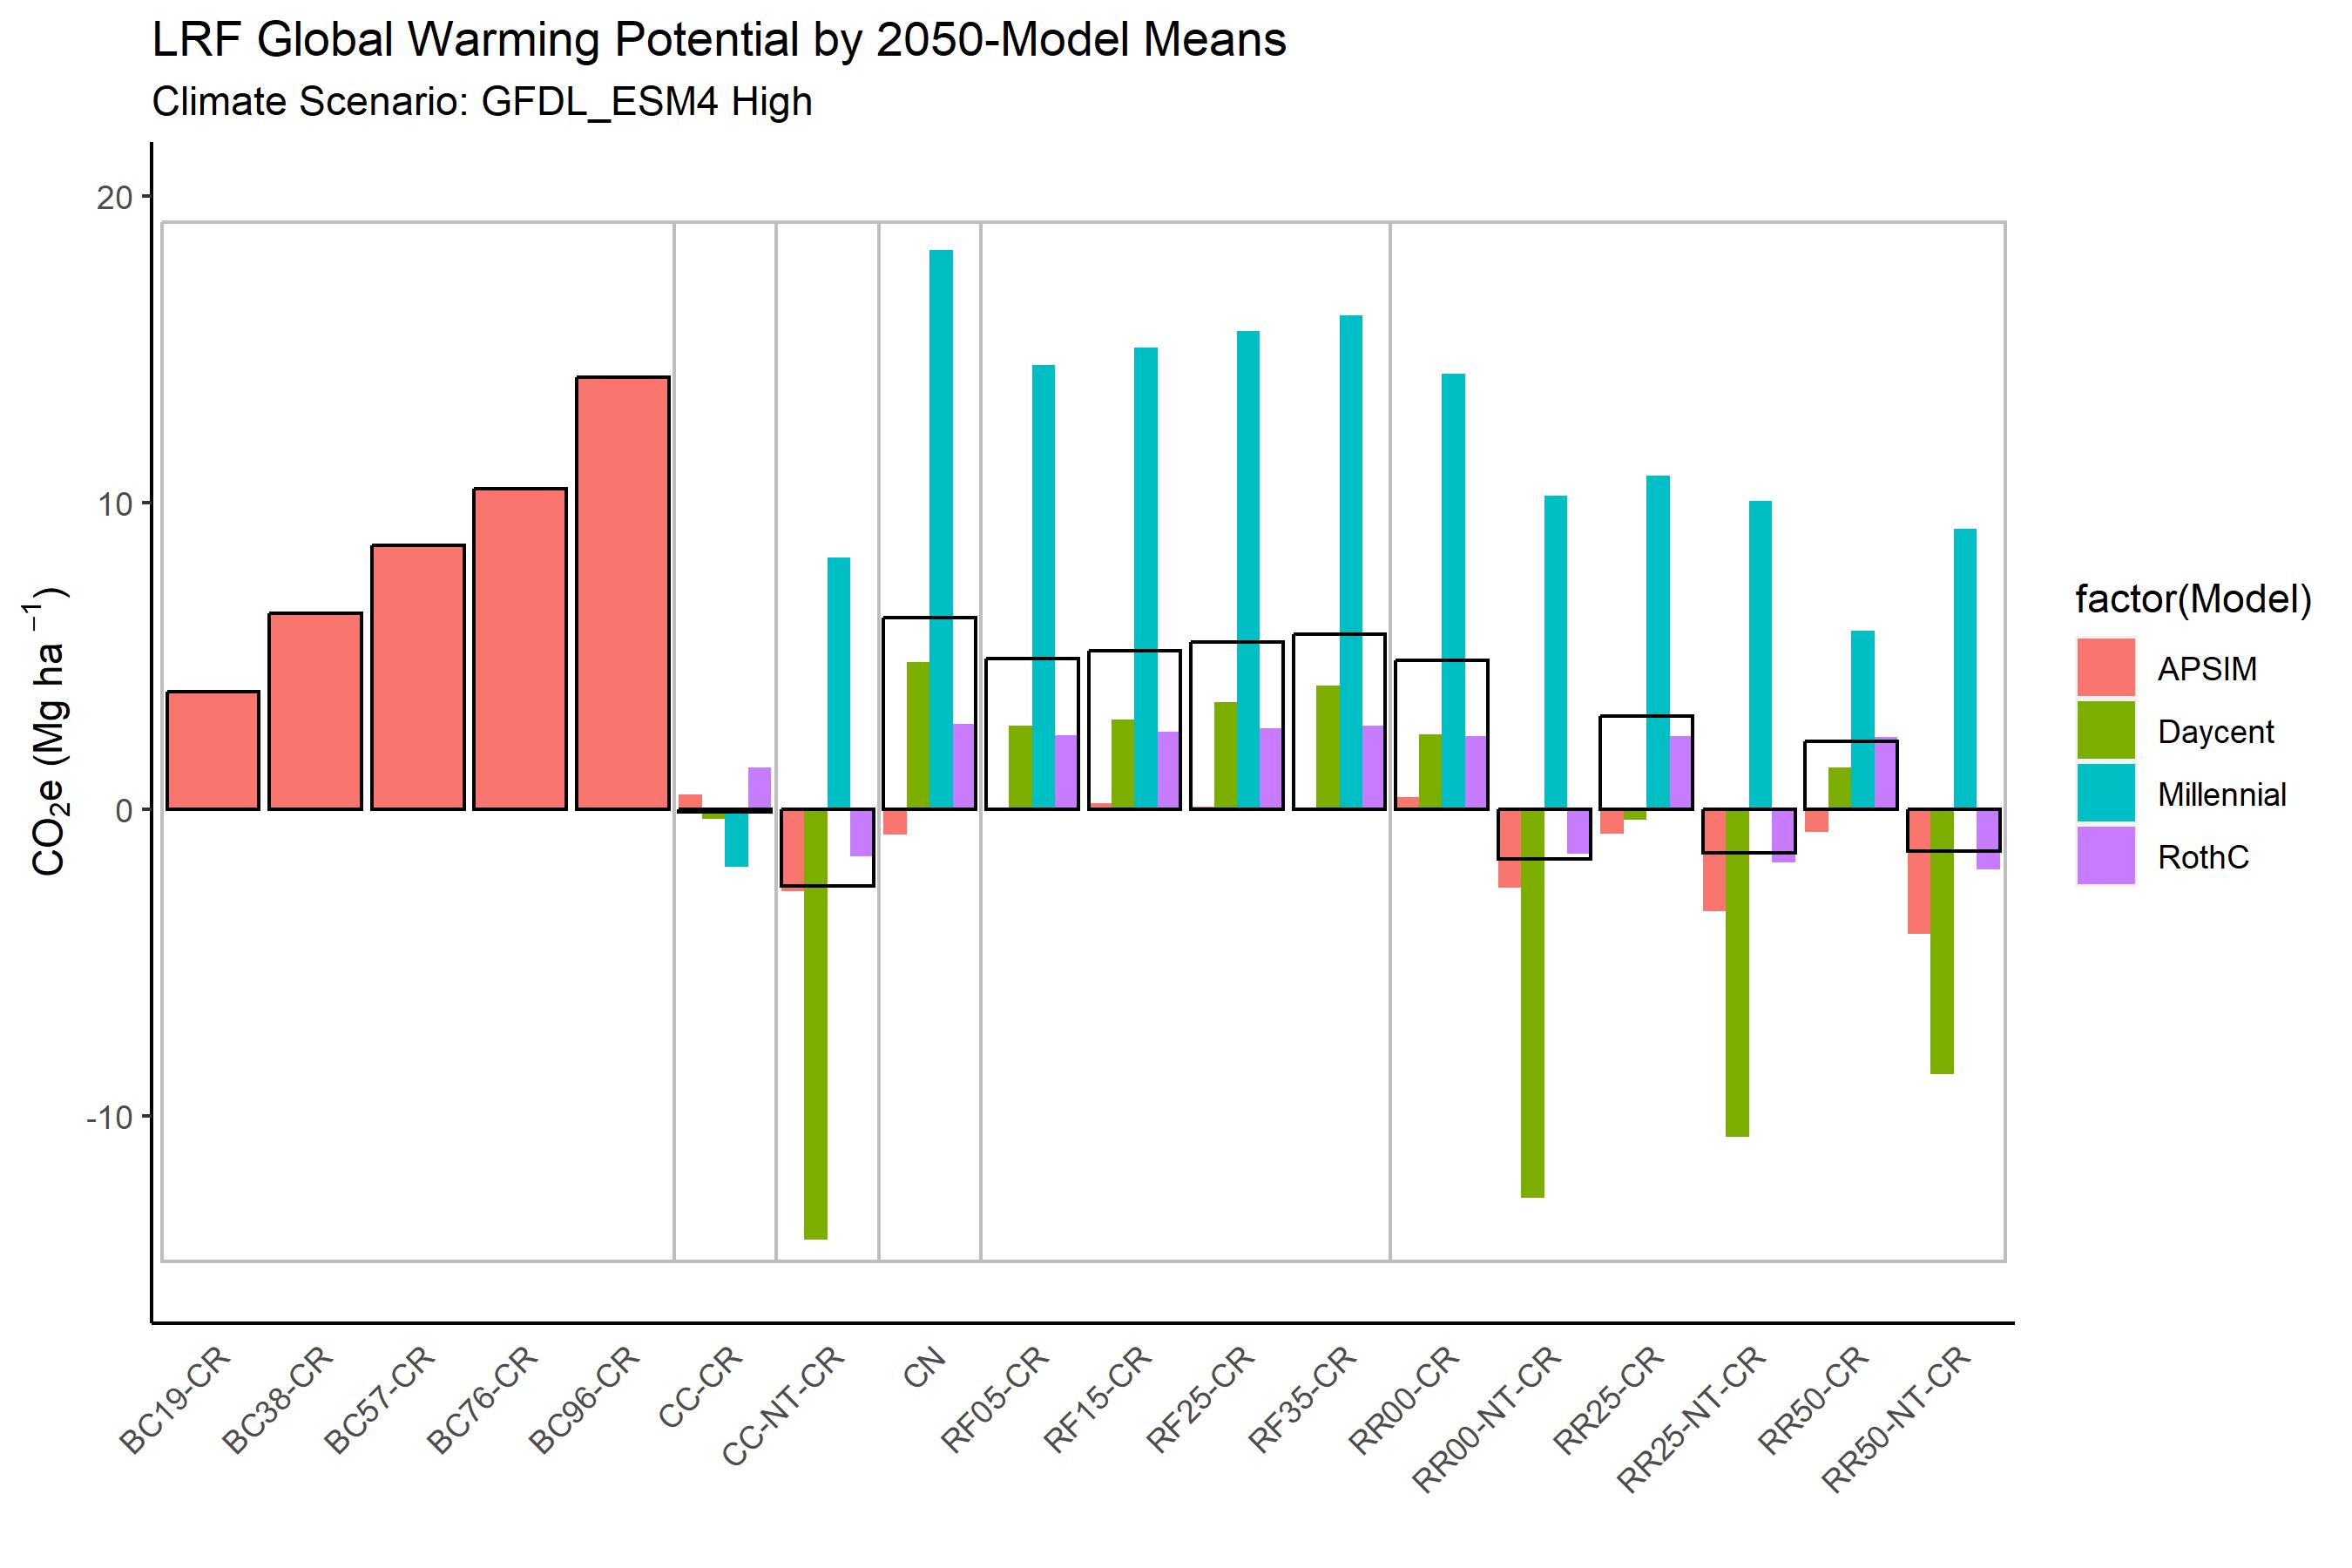 LRF Global Warming Potential by 2050-Model Means
Climate Scenario: GFDL_ESM4 High
CO₂e (Mg ha ⁻¹)
20
10
0
-10
BC19-CR
BC38-CR
BC57-CR
BC76-CR
BC96-CR
CC-CR
CC-NT-CR
CN
RF05-CR
RF15-CR
RF25-CR
RF35-CR
RR00-CR
RR00-NT-CR
RR25-CR
RR25-NT-CR
RR50-CR
RR50-NT-CR
factor(Model)
APSIM
Daycent
Millennial
RothC